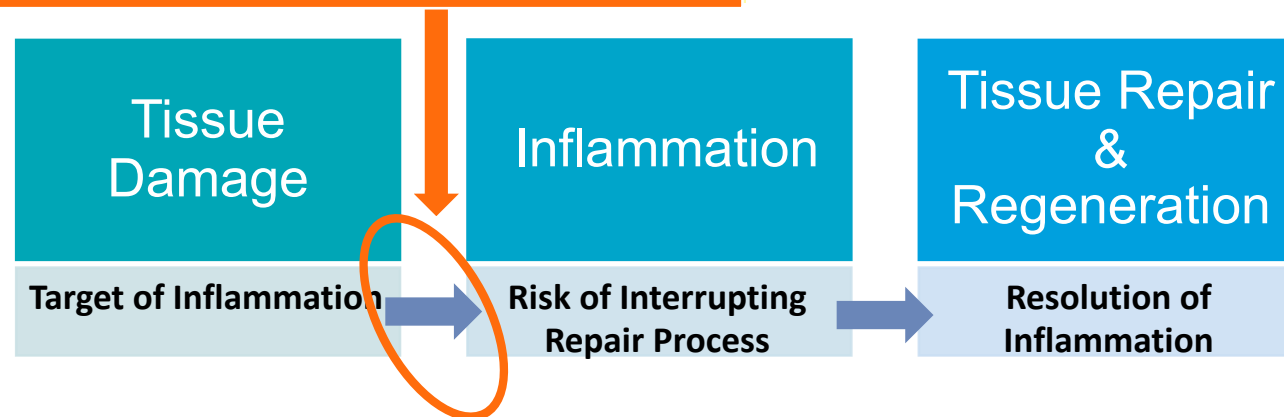 Tissue
Damage
Inflammation
Tissue Repair
&
Regeneration
Target of Inflammation
Risk of Interrupting
Repair Process
Resolution of
Inflammation